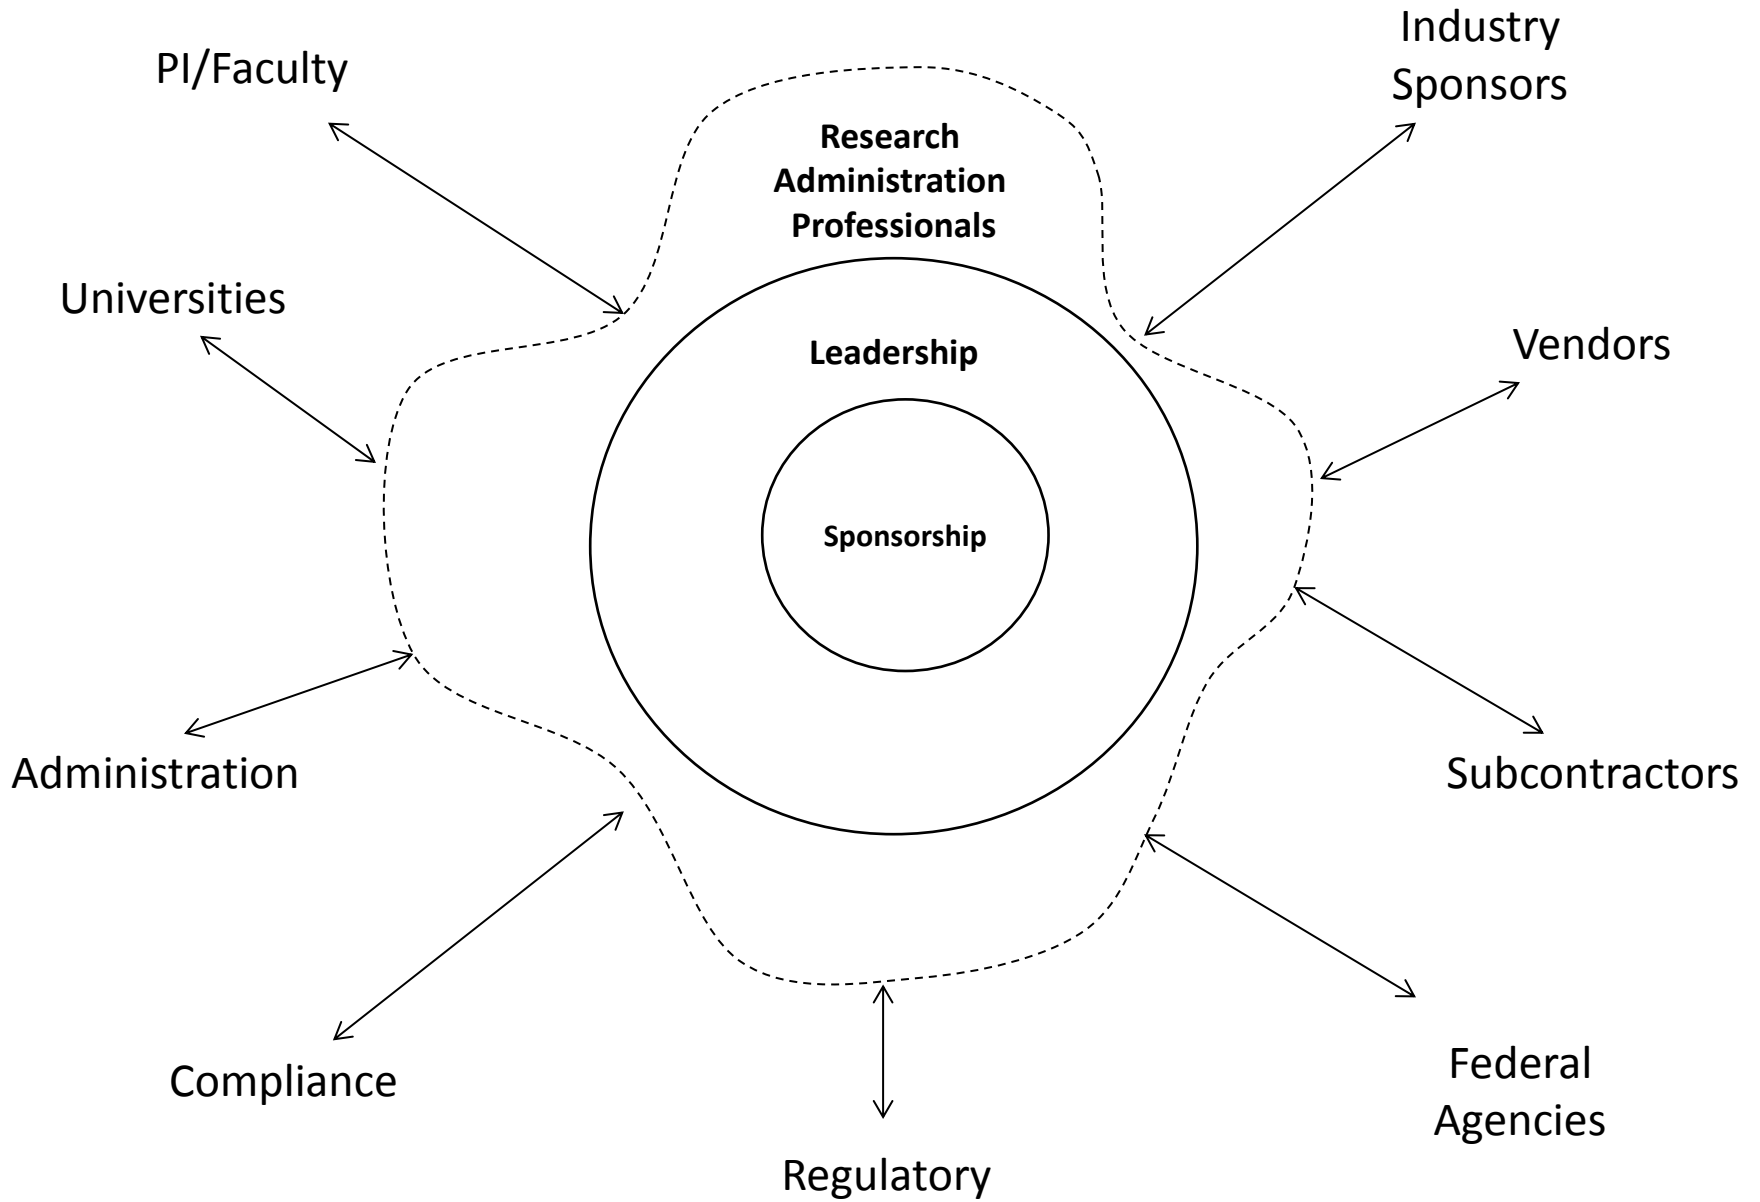 PI/Faculty
Industry
Sponsors
Research
Administration
Professionals
Universities
Leadership
Vendors
Sponsorship
Administration
Subcontractors
Compliance
Federal
Agencies
Regulatory